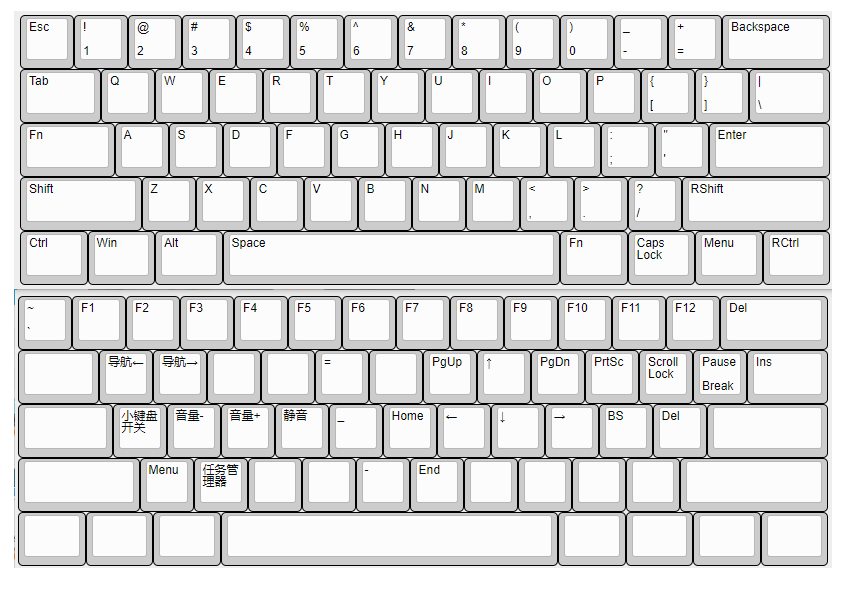 Esc ! @ # $ % ^ & * ( ) _ + Backspace
1 2 3 4 5 6 7 8 9 0 - =
Tab Q W E R T Y U I O P { } |
[ ] \
Fn A S D F G H J K L : " Enter
; '
Shift Z X C V B N M < > ? RShift
, . /
Ctrl Win Alt Space Fn Caps Menu RCtrl
Lock
~ F1 F2 F3 F4 F5 F6 F7 F8 F9 F10 F11 F12 Del
`
导航← 导航→ = PgUp ↑ PgDn PrtSc Scroll Pause Ins
Lock
Break
小键盘 音量- 音量+ 静音 _ Home ← ↓ → BS Del
开关
Menu 任务管 - End
理器